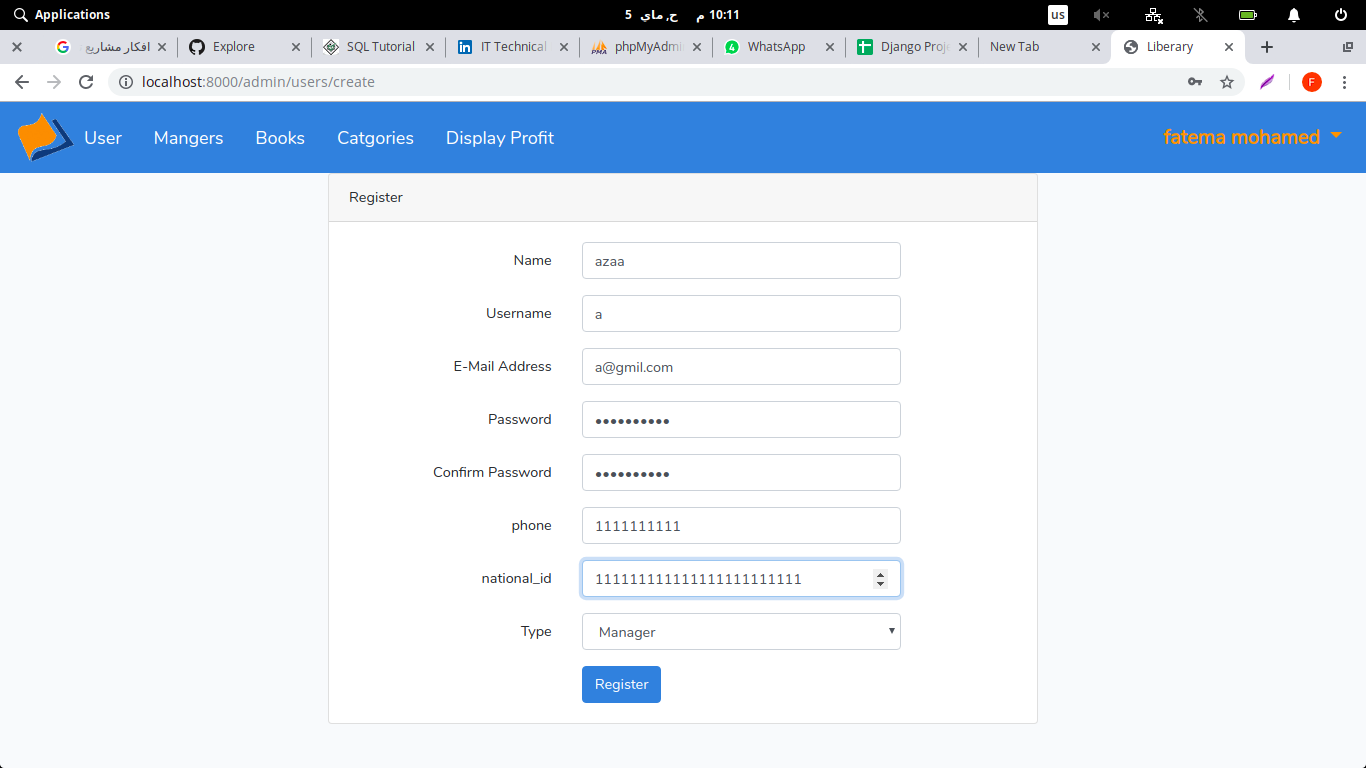 Applications
5 ح, ماي 10:11 م
us
افكار مشاريع
Explore
SQL Tutorial
IT Technical
phpMyAdmi
WhatsApp
Django Proj
New Tab
Liberary
localhost:8000/admin/users/create
F
User Mangers Books Catgories Display Profit
fatema mohamed
Register
Name azaa
Username a
E-Mail Address a@gmil.com
Password ••••••••••
Confirm Password ••••••••••
phone 1111111111
national_id 111111111111111111111111
Type Manager
Register